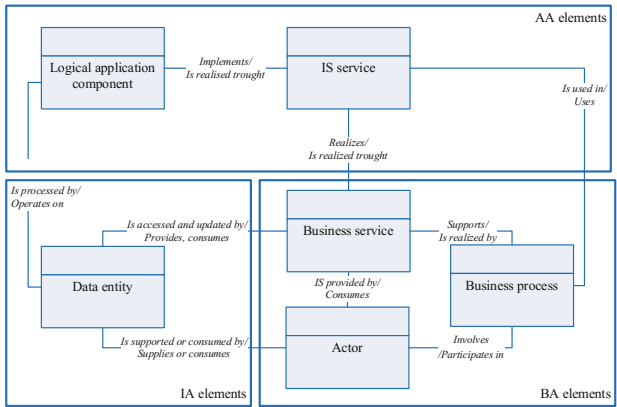 AA elements
Implements/
Is realised trought
Logical application
component
IS service
Is used in/
Uses
Realizes/
Is realized trought
Is processed by/
Operates on
Is accessed and updated by/
Provides, consumes
Business service
Supports/
Is realized by
Data entity
IS provided by/
Consumes
Business process
Is supported or consumed by/
Supplies or consumes
Actor
Involves
/Participates in
IA elements
BA elements